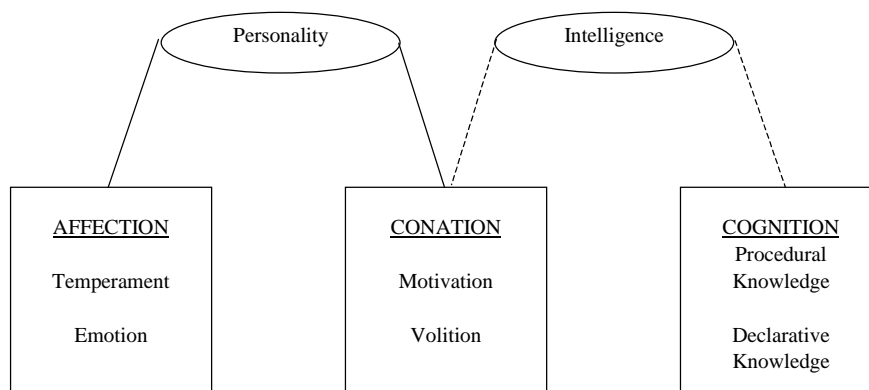 Personality
Intelligence
AFFECTION
Temperament
Emotion
CONATION
Motivation
Volition
COGNITION
Procedural
Knowledge
Declarative
Knowledge